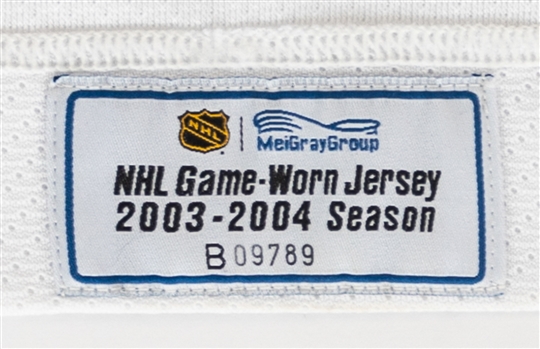 NHL MeiGrayGroup
NHL Game-Worn Jersey
2003-2004 Season
B 09789